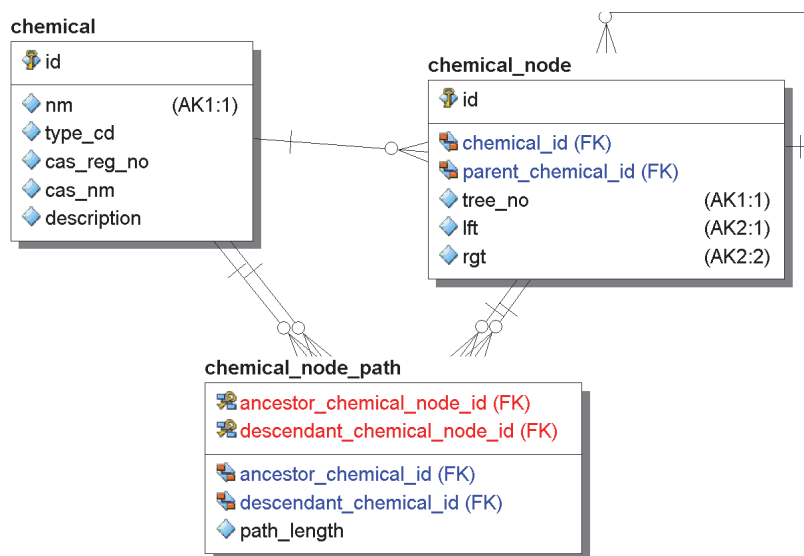 chemical
id
nm (AK1:1)
type_cd
cas_reg_no
cas_nm
description
chemical_node
id
chemical_id (FK)
parent_chemical_id (FK)
tree_no (AK1:1)
lft (AK2:1)
rgt (AK2:2)
chemical_node_path
ancestor_chemical_node_id (FK)
descendant_chemical_node_id (FK)
ancestor_chemical_id (FK)
descendant_chemical_id (FK)
path_length